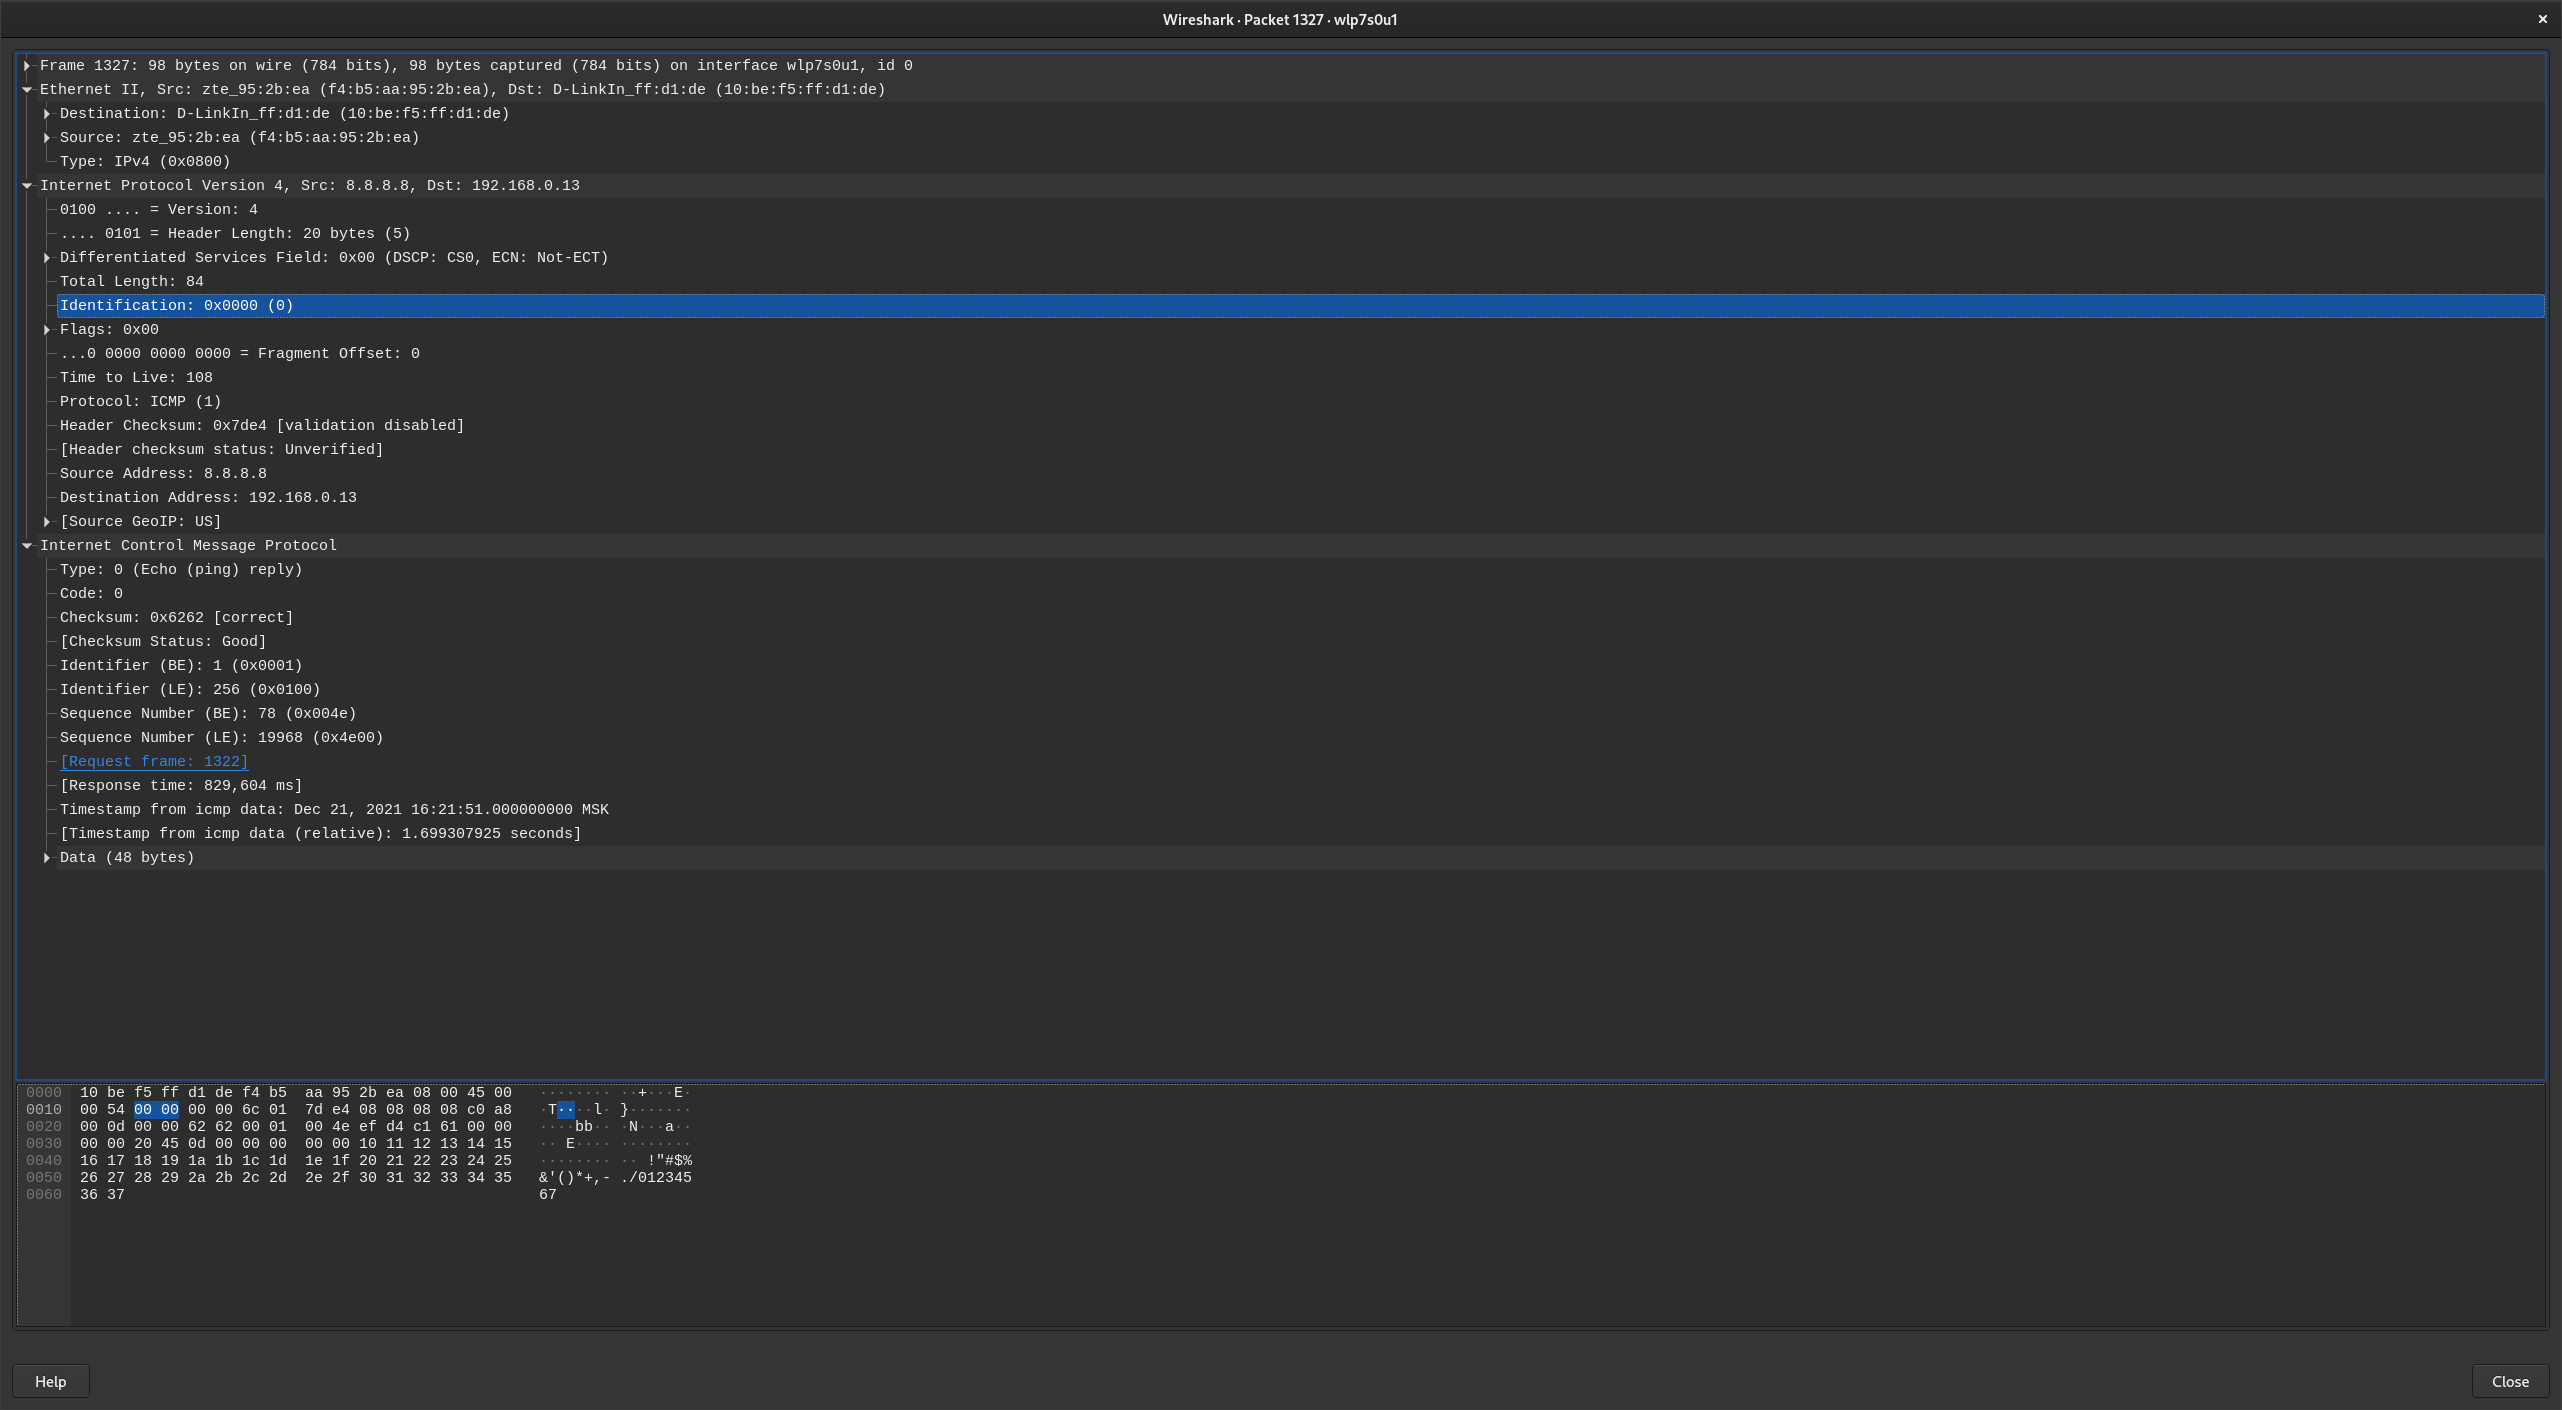 Wireshark · Packet 1327 · wlp7s0u1
Frame 1327: 98 bytes on wire (784 bits), 98 bytes captured (784 bits) on interface wlp7s0u1, id 0
Ethernet II, Src: zte_95:2b:ea (f4:b5:aa:95:2b:ea), Dst: D-LinkIn_ff:d1:de (10:be:f5:ff:d1:de)
Destination: D-LinkIn_ff:d1:de (10:be:f5:ff:d1:de)
Source: zte_95:2b:ea (f4:b5:aa:95:2b:ea)
Type: IPv4 (0x0800)
Internet Protocol Version 4, Src: 8.8.8.8, Dst: 192.168.0.13
0100 .... = Version: 4
.... 0101 = Header Length: 20 bytes (5)
Differentiated Services Field: 0x00 (DSCP: CS0, ECN: Not-ECT)
Total Length: 84
Identification: 0x0000 (0)
Flags: 0x00
...0 0000 0000 0000 = Fragment Offset: 0
Time to Live: 108
Protocol: ICMP (1)
Header Checksum: 0x7de4 [validation disabled]
[Header checksum status: Unverified]
Source Address: 8.8.8.8
Destination Address: 192.168.0.13
[Source GeoIP: US]
Internet Control Message Protocol
Type: 0 (Echo (ping) reply)
Code: 0
Checksum: 0x6262 [correct]
[Checksum Status: Good]
Identifier (BE): 1 (0x0001)
Identifier (LE): 256 (0x0100)
Sequence Number (BE): 78 (0x004e)
Sequence Number (LE): 19968 (0x4e00)
[Request frame: 1322]
[Response time: 829,604 ms]
Timestamp from icmp data: Dec 21, 2021 16:21:51.000000000 MSK
[Timestamp from icmp data (relative): 1.699307925 seconds]
Data (48 bytes)
0000 10 be f5 ff d1 de f4 b5 aa 95 2b ea 08 00 45 00 ········ ··+···E·
0010 00 54 00 00 00 00 6c 01 7d e4 08 08 08 08 c0 a8 ·T····l· }·······
0020 00 0d 00 00 62 62 00 01 00 4e ef d4 c1 61 00 00 ····bb·· ·N···a··
0030 00 00 20 45 0d 00 00 00 00 00 10 11 12 13 14 15 ·· E···· ········
0040 16 17 18 19 1a 1b 1c 1d 1e 1f 20 21 22 23 24 25 ········ ·· !"#$%
0050 26 27 28 29 2a 2b 2c 2d 2e 2f 30 31 32 33 34 35 &'()*+,- ./012345
0060 36 37 67
Help Close